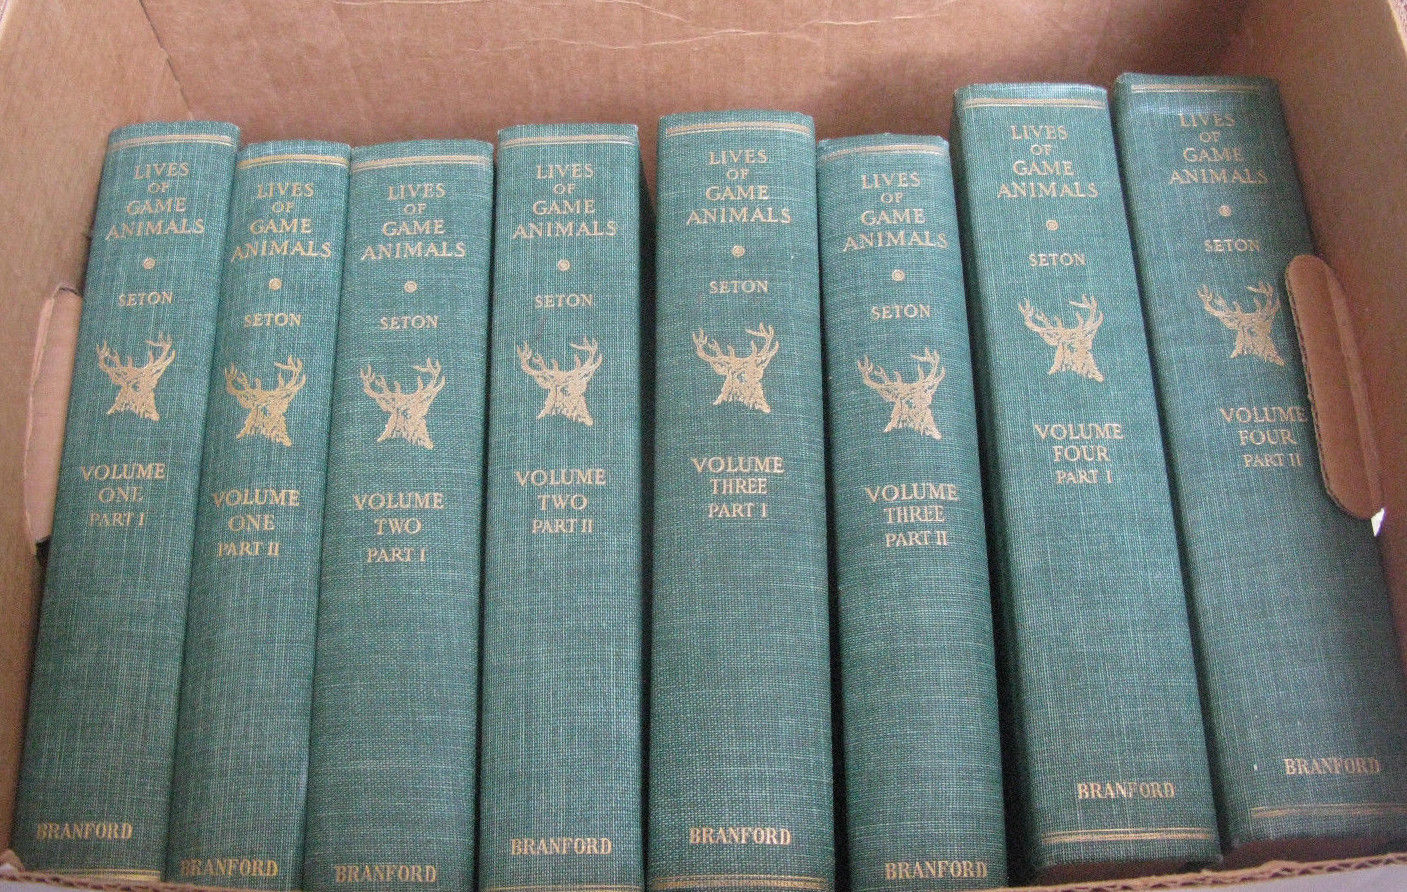 LIVES
OF
GAME
ANIMALS
SETON
VOLUME
ONE
PART I
BRANFORD
LIVES
OF
GAME
ANIMALS
SETON
VOLUME
ONE
PART II
BRANFORD
LIVES
OF
GAME
ANIMALS
SETON
VOLUME
TWO
PART I
BRANFORD
LIVES
OF
GAME
ANIMALS
SETON
VOLUME
TWO
PART II
BRANFORD
LIVES
OF
GAME
ANIMALS
SETON
VOLUME
THREE
PART I
BRANFORD
LIVES
OF
GAME
ANIMALS
SETON
VOLUME
THREE
PART II
BRANFORD
LIVES
OF
GAME
ANIMALS
SETON
VOLUME
FOUR
PART I
BRANFORD
LIVES
OF
GAME
ANIMALS
SETON
VOLUME
FOUR
PART II
BRANFORD